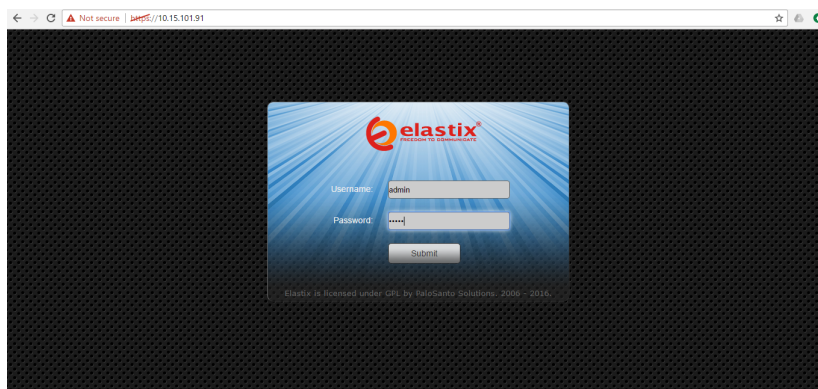 Not secure | https://10.15.101.91
elastix®
FREEDOM TO COMMUNICATE
Username: admin
Password: •••••
Submit
Elastix is licensed under GPL by PaloSanto Solutions. 2006 - 2016.